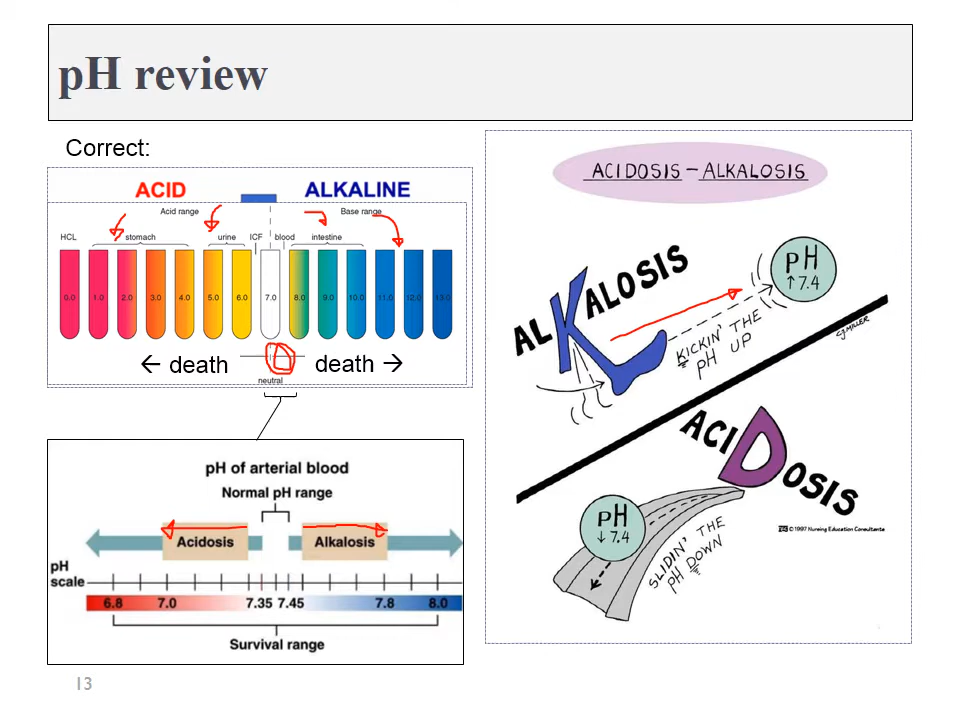 pH review
Correct:
ACID ALKALINE
Acid range Base range
HCL stomach urine ICF blood intestine
0.0 1.0 2.0 3.0 4.0 5.0 6.0 7.0 8.0 9.0 10.0 11.0 12.0 13.0
← death death →
neutral
pH of arterial blood
Normal pH range
Acidosis Alkalosis
pH
scale
6.8 7.0 7.35 7.45 7.8 8.0
Survival range
ACIDOSIS - ALKALOSIS
ALKALOSIS
pH
↑ 7.4
KICKIN' THE
pH UP
CJ MILLER
ACIDOSIS
pH
↓ 7.4
SLIDIN' THE
pH DOWN
© 1997 Nursing Education Consultants
13